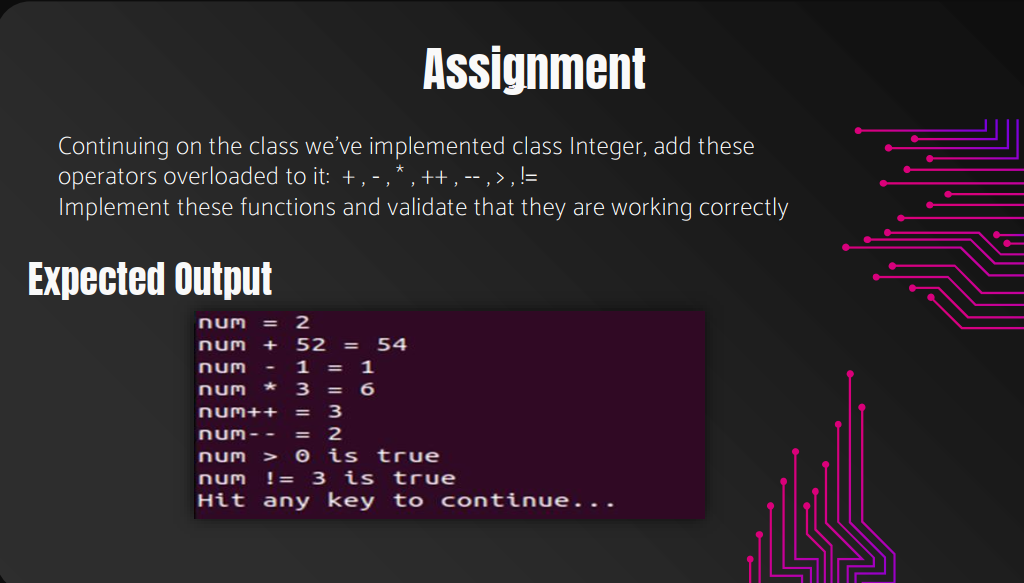 Assignment
Continuing on the class we’ve implemented class Integer, add these
operators overloaded to it: + , - , * , ++ , -- , > , !=
Implement these functions and validate that they are working correctly
Expected Output
num = 2
num + 52 = 54
num - 1 = 1
num * 3 = 6
num++ = 3
num-- = 2
num > 0 is true
num != 3 is true
Hit any key to continue...